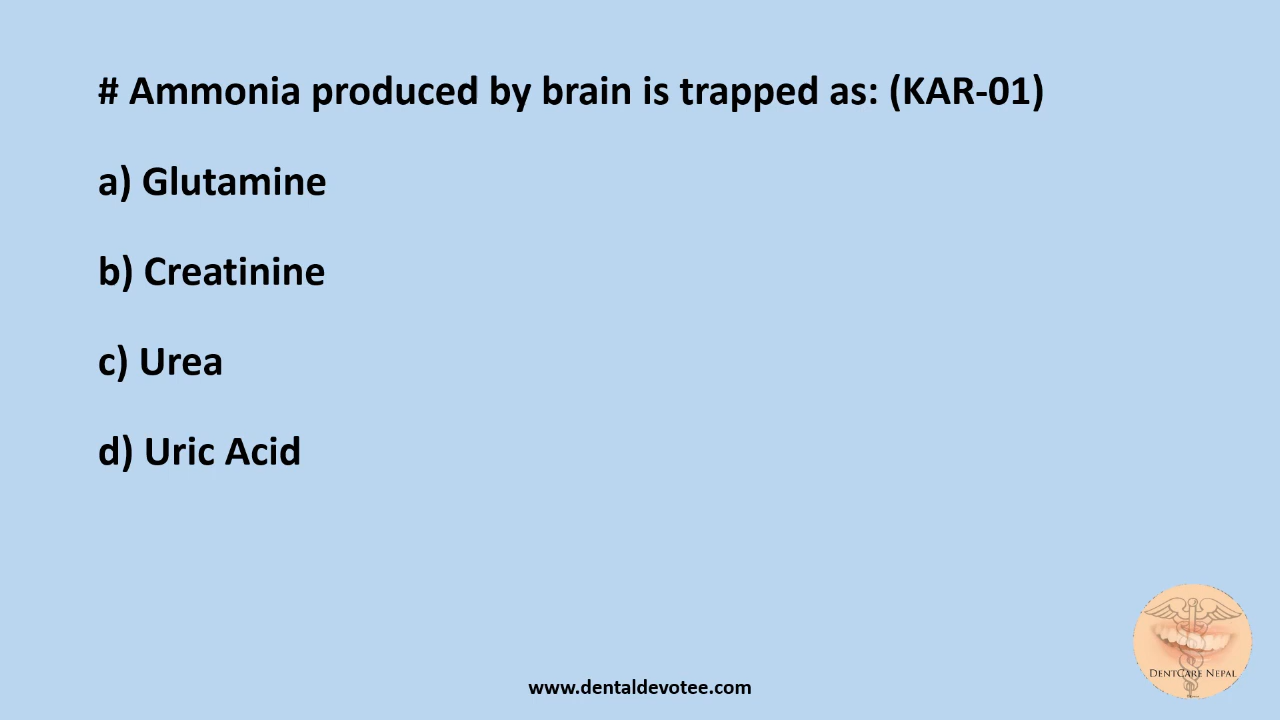 # Ammonia produced by brain is trapped as: (KAR-01)
a) Glutamine
b) Creatinine
c) Urea
d) Uric Acid
DentCare Nepal
www.dentaldevotee.com